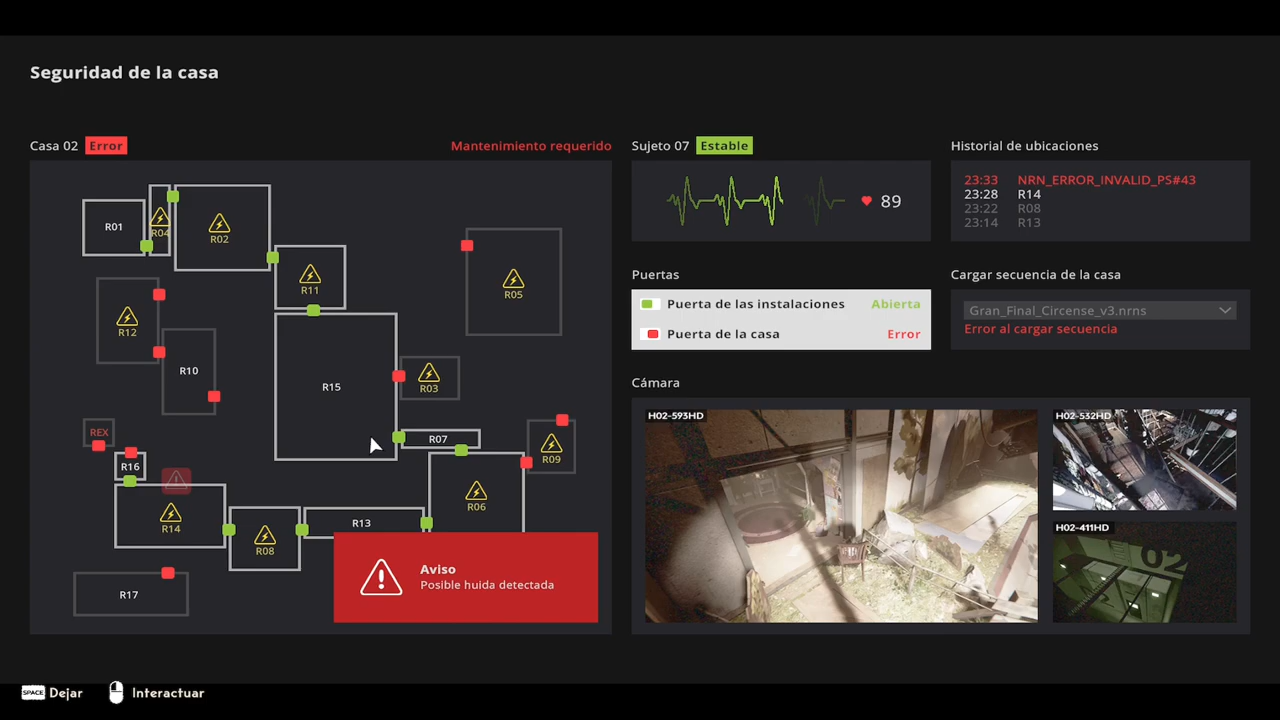 Seguridad de la casa
Casa 02 Error
Mantenimiento requerido
R01
R04
R02
R11
R05
R12
R10
R15
R03
REX
R16
R07
R09
R14
R08
R13
R06
R17
Aviso
Posible huida detectada
Sujeto 07 Estable
89
Historial de ubicaciones
23:33 NRN_ERROR_INVALID_PS#43
23:28 R14
23:22 R08
23:14 R13
Puertas
Puerta de las instalaciones Abierta
Puerta de la casa Error
Cargar secuencia de la casa
Gran_Final_Circense_v3.nrns
Error al cargar secuencia
Cámara
H02-593HD
H02-532HD
H02-411HD
02
SPACE Dejar
Interactuar